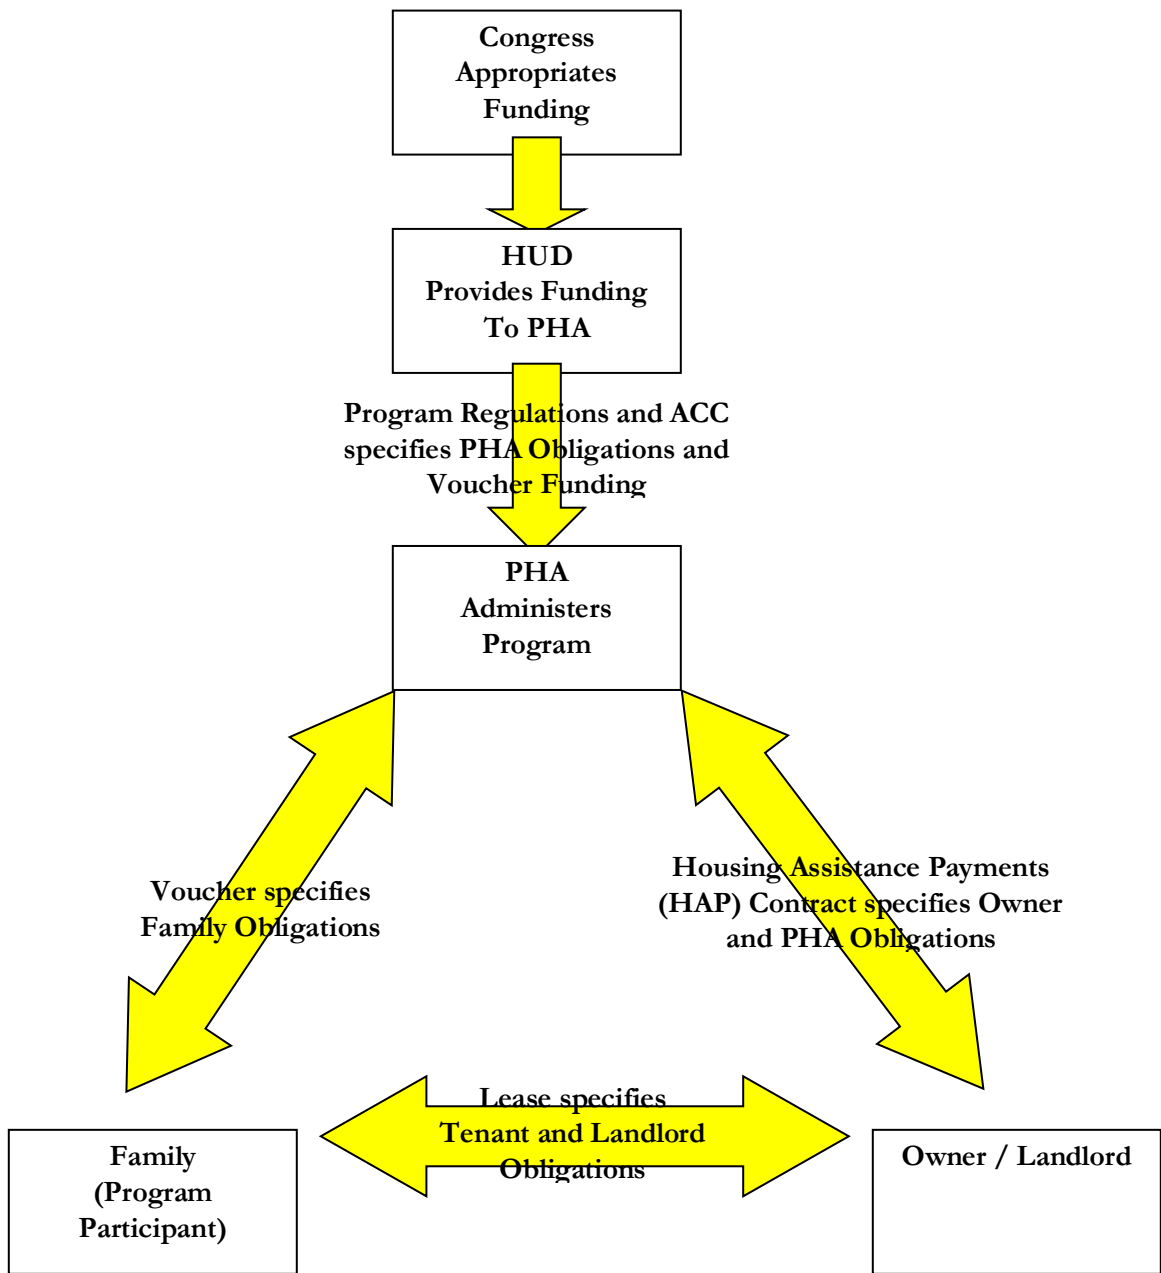 Congress
Appropriates
Funding
HUD
Provides Funding
To PHA
Program Regulations and ACC
specifies PHA Obligations and
Voucher Funding
PHA
Administers
Program
Voucher specifies
Family Obligations
Housing Assistance Payments
(HAP) Contract specifies Owner
and PHA Obligations
Lease specifies
Tenant and Landlord
Obligations
Family
(Program
Participant)
Owner / Landlord